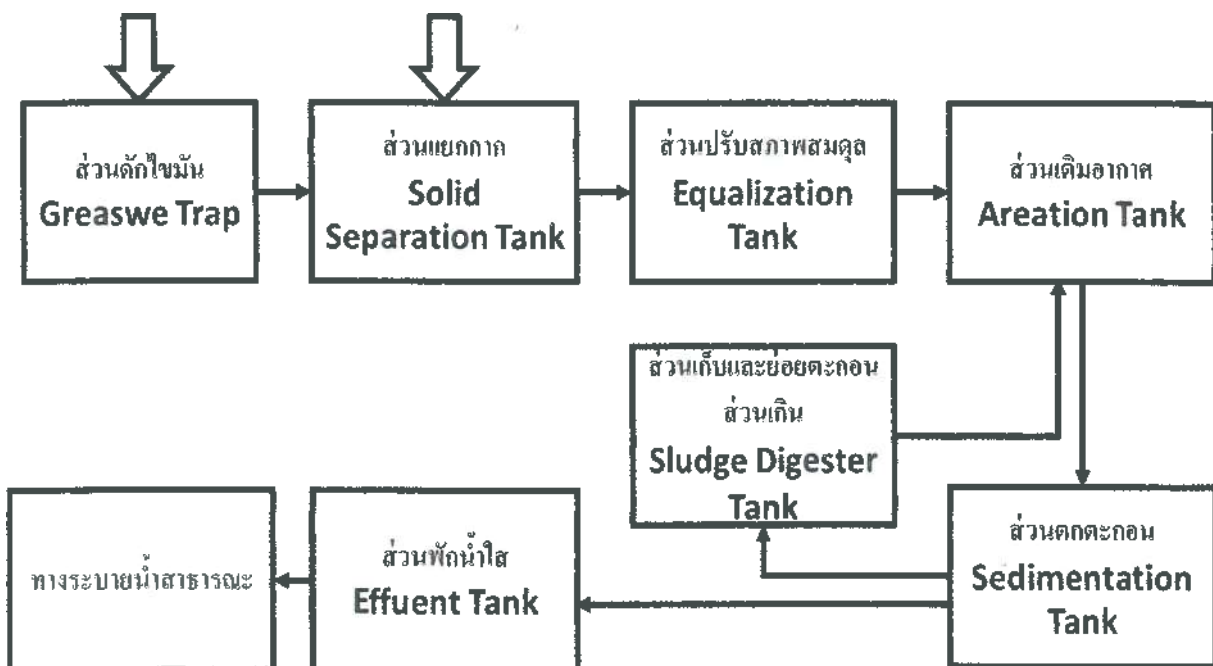 ส่วนดักไขมัน
Greaswe Trap
ส่วนแยกกาก
Solid
Separation Tank
ส่วนปรับสภาพสมดุล
Equalization
Tank
ส่วนเติมอากาศ
Areation Tank
ส่วนเก็บและย่อยตะกอน
ส่วนเกิน
Sludge Digester
Tank
ทางระบายน้ำสาธารณะ
ส่วนพักน้ำใส
Effuent Tank
ส่วนตกตะกอน
Sedimentation
Tank